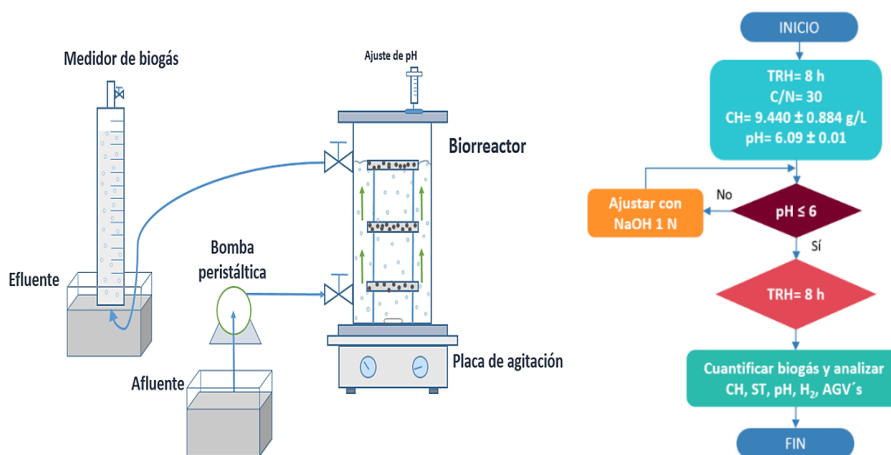 Medidor de biogás
Ajuste de pH
Biorreactor
Bomba
peristáltica
Efluente
Afluente
Placa de agitación
INICIO
TRH= 8 h
C/N= 30
CH= 9.440 ± 0.884 g/L
pH= 6.09 ± 0.01
Ajustar con
NaOH 1 N
No
pH ≤ 6
Sí
TRH= 8 h
Cuantificar biogás y analizar
CH, ST, pH, H₂, AGV´s
FIN